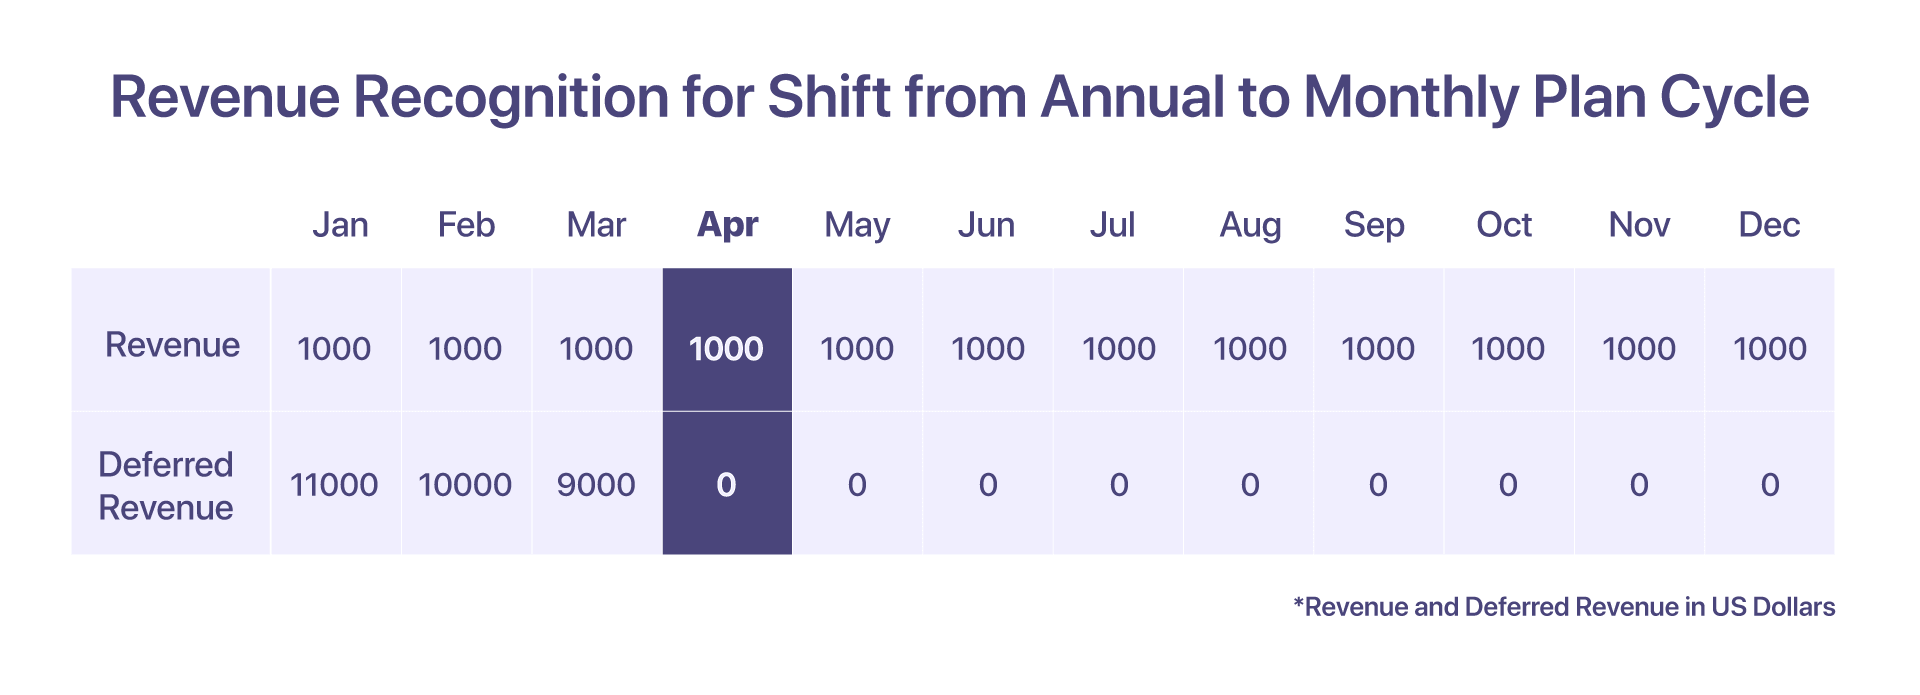 Revenue Recognition for Shift from Annual to Monthly Plan Cycle
Jan Feb Mar Apr May Jun Jul Aug Sep Oct Nov Dec
Revenue 1000 1000 1000 1000 1000 1000 1000 1000 1000 1000 1000 1000
Deferred
Revenue 11000 10000 9000 0 0 0 0 0 0 0 0 0
*Revenue and Deferred Revenue in US Dollars